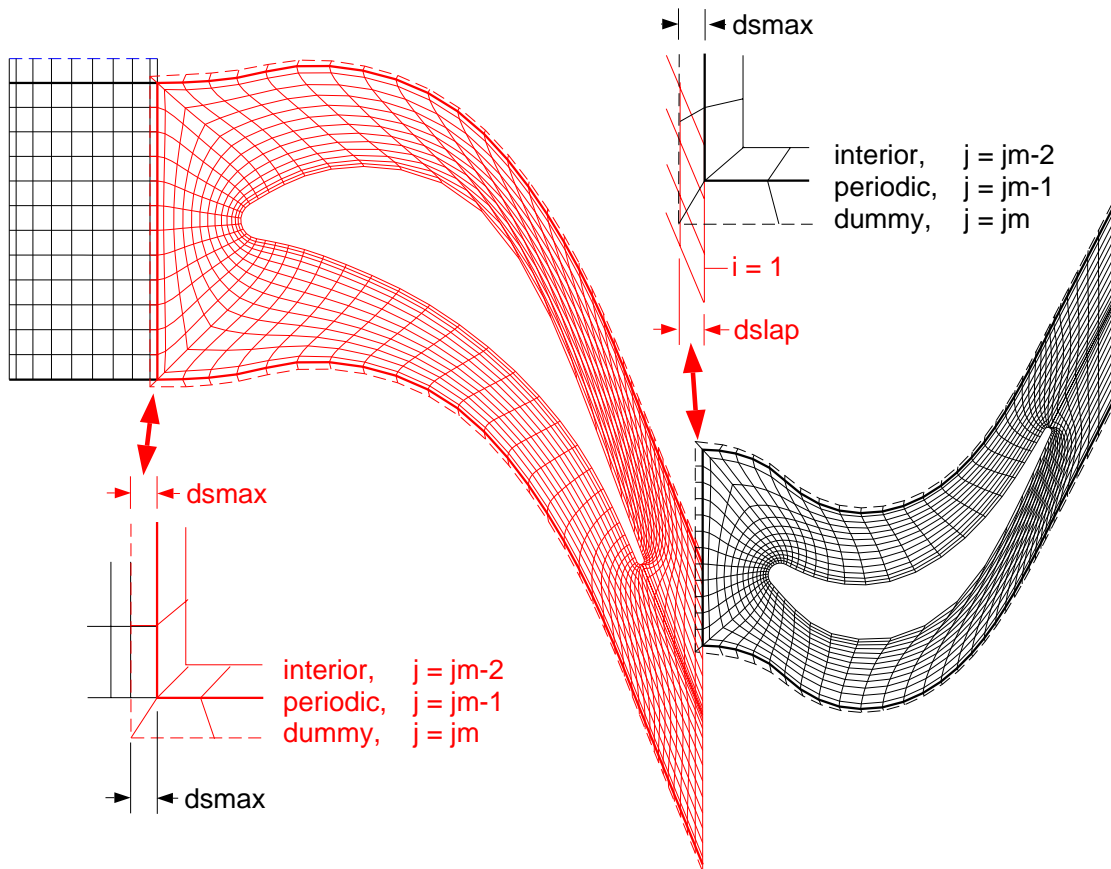 dsmax
interior, j = jm-2
periodic, j = jm-1
dummy, j = jm
i = 1
dslap
dsmax
interior, j = jm-2
periodic, j = jm-1
dummy, j = jm
dsmax